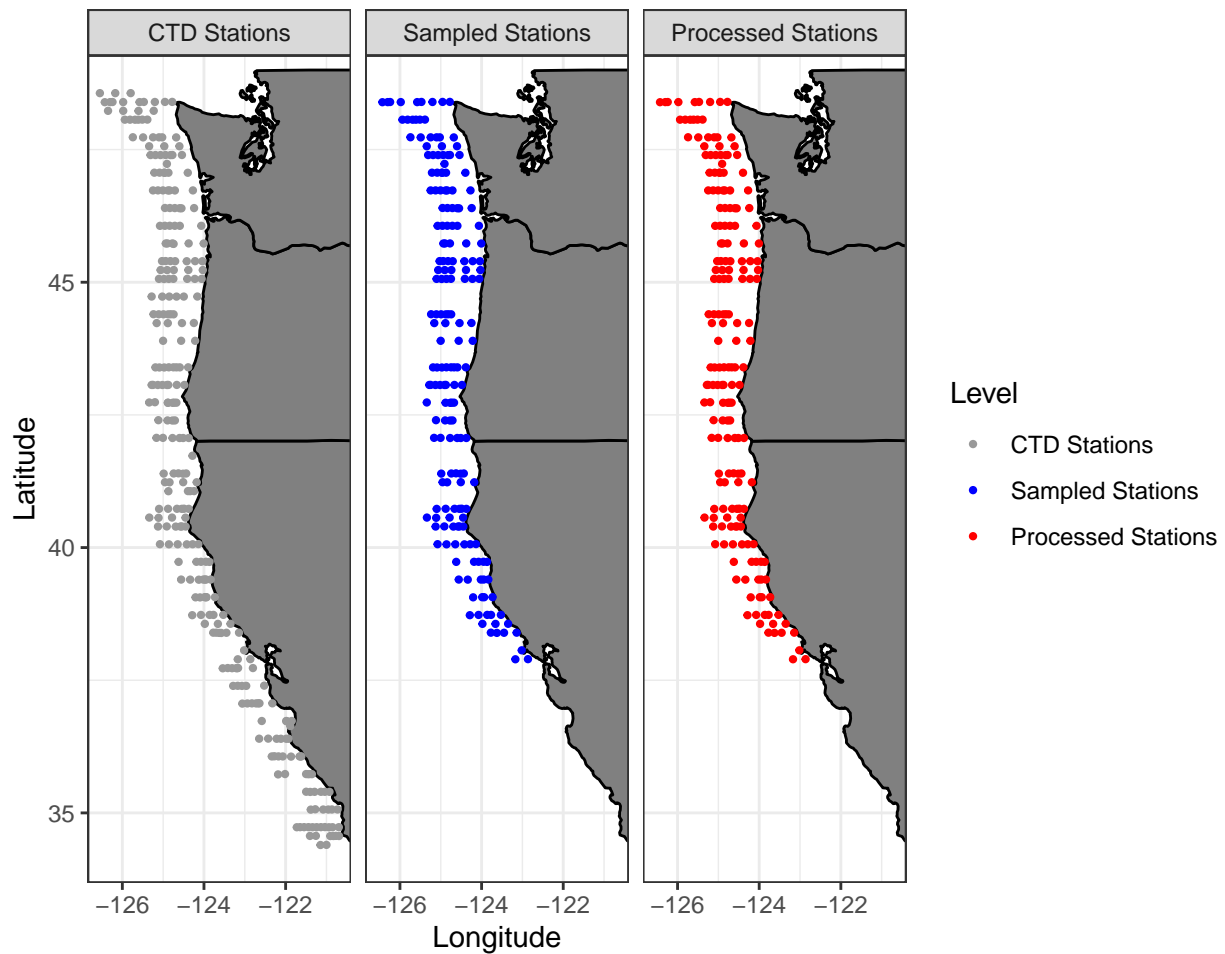 CTD Stations
Sampled Stations
Processed Stations
Latitude
45
40
35
−126
−124
−122
−126
−124
−122
−126
−124
−122
Longitude
Level
CTD Stations
Sampled Stations
Processed Stations